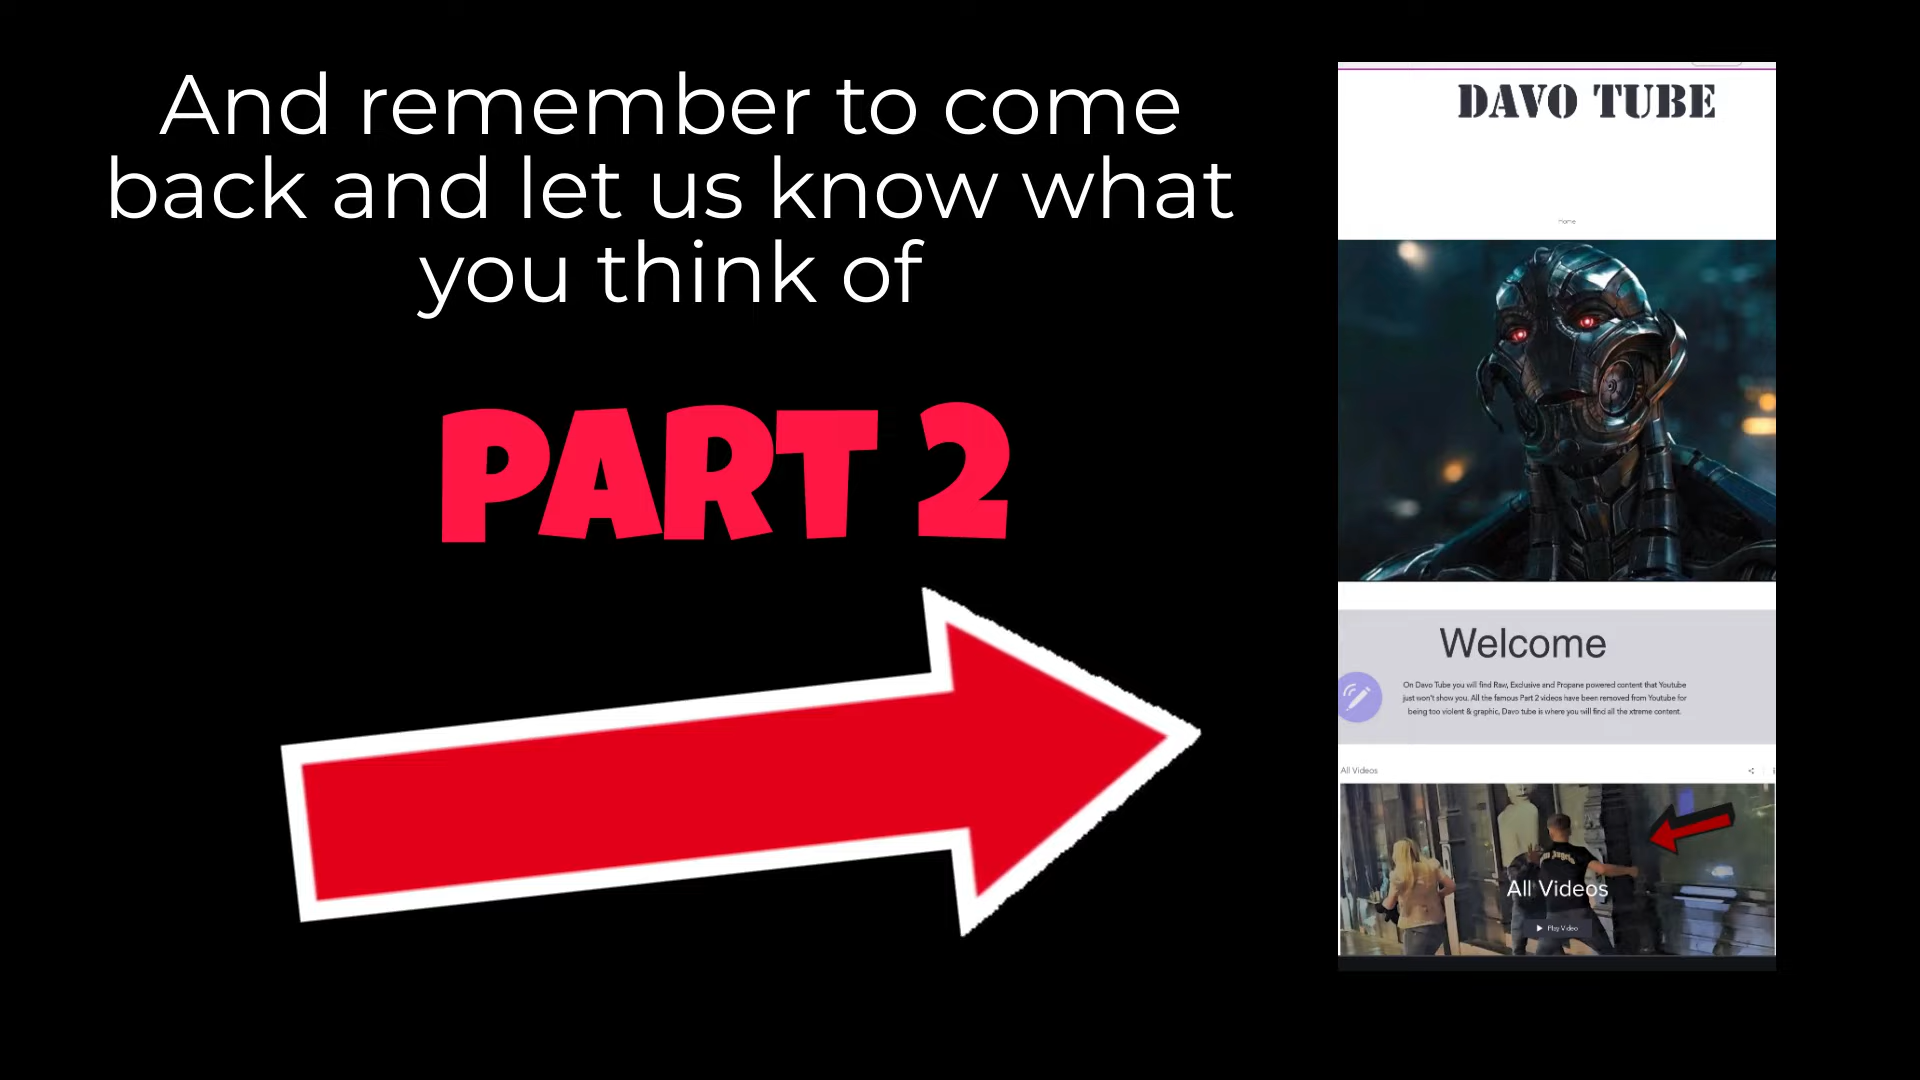 And remember to come
back and let us know what
you think of
PART 2
DAVO TUBE
Home
Welcome
On Davo Tube you will find Raw, Exclusive and Propane powered content that Youtube
just won't show you. All the famous Part 2 videos have been removed from Youtube for
being too violent & graphic, Davo tube is where you will find all the xtreme content.
All Videos
Los Angeles
All Videos
Play Video